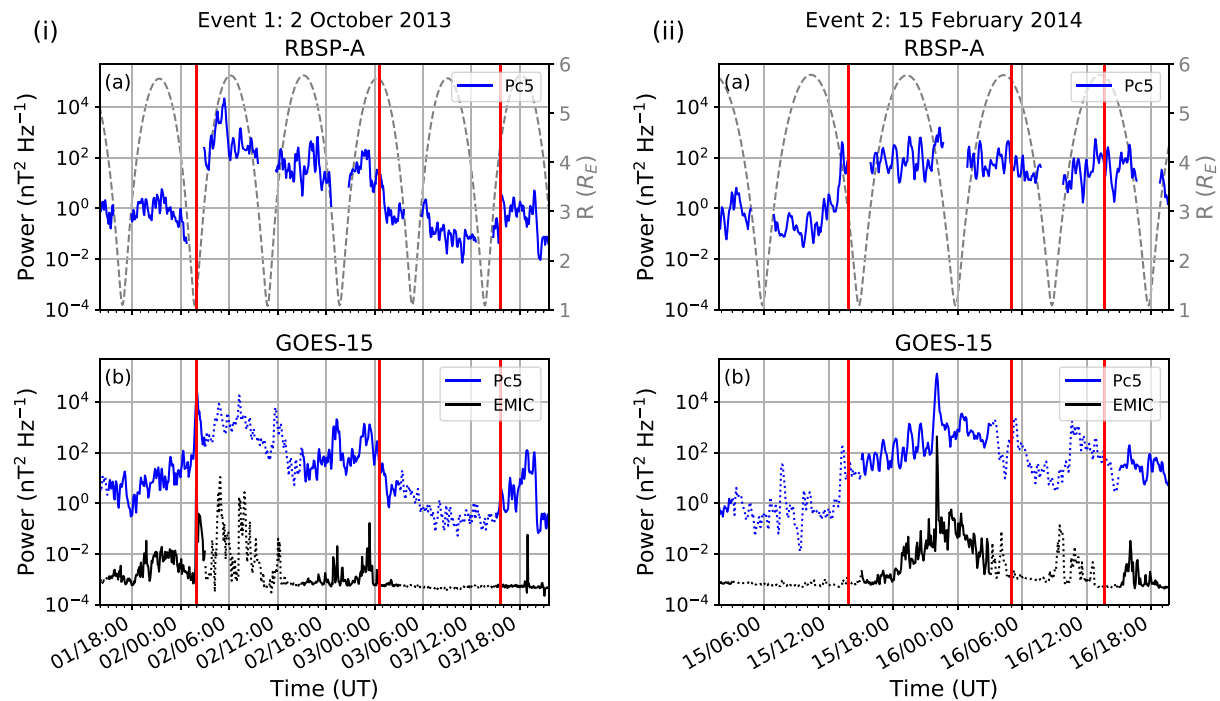 (i)
Event 1: 2 October 2013
RBSP-A
(a)
Pc5
Power (nT² Hz⁻¹)
10⁴
10²
10⁰
10⁻²
10⁻⁴
6
5
4
3
2
1
R (R_E)
GOES-15
(b)
Pc5
EMIC
Power (nT² Hz⁻¹)
10⁴
10²
10⁰
10⁻²
10⁻⁴
01/18:00
02/00:00
02/06:00
02/12:00
02/18:00
03/00:00
03/06:00
03/12:00
03/18:00
Time (UT)
(ii)
Event 2: 15 February 2014
RBSP-A
(a)
Pc5
Power (nT² Hz⁻¹)
10⁴
10²
10⁰
10⁻²
10⁻⁴
6
5
4
3
2
1
R (R_E)
GOES-15
(b)
Pc5
EMIC
Power (nT² Hz⁻¹)
10⁴
10²
10⁰
10⁻²
10⁻⁴
15/06:00
15/12:00
15/18:00
16/00:00
16/06:00
16/12:00
16/18:00
Time (UT)